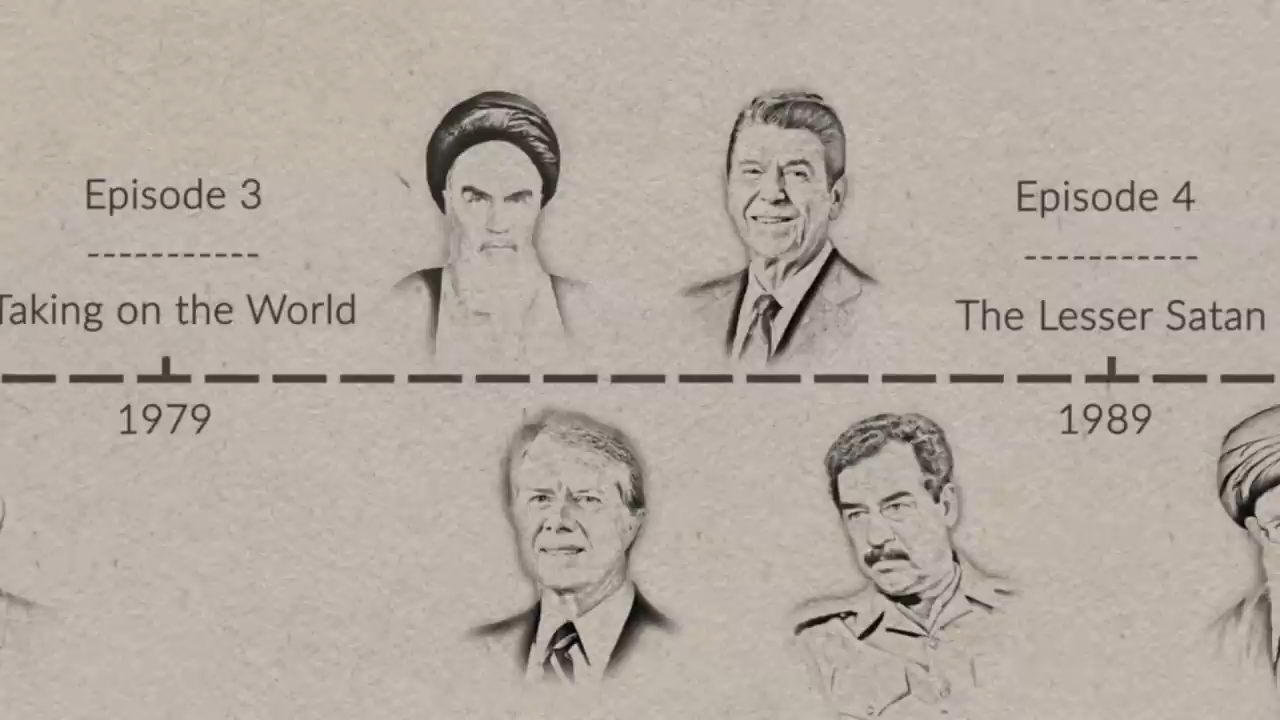 Episode 3
-----------
Taking on the World
1979
Episode 4
-----------
The Lesser Satan
1989